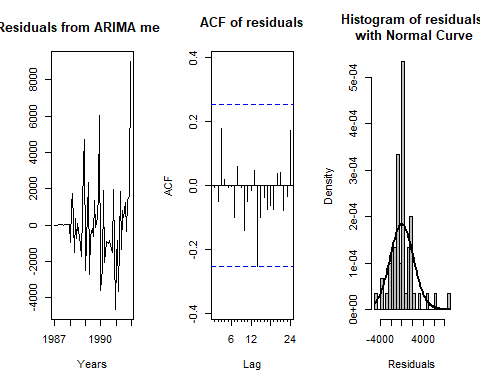 Residuals from ARIMA me
8000
6000
4000
2000
0
-2000
-4000
1987
1990
Years
ACF of residuals
0.4
0.2
0.0
-0.2
-0.4
ACF
6
12
18
24
Lag
Histogram of residuals
with Normal Curve
5e-04
4e-04
3e-04
2e-04
1e-04
0e+00
Density
-4000
0
4000
Residuals